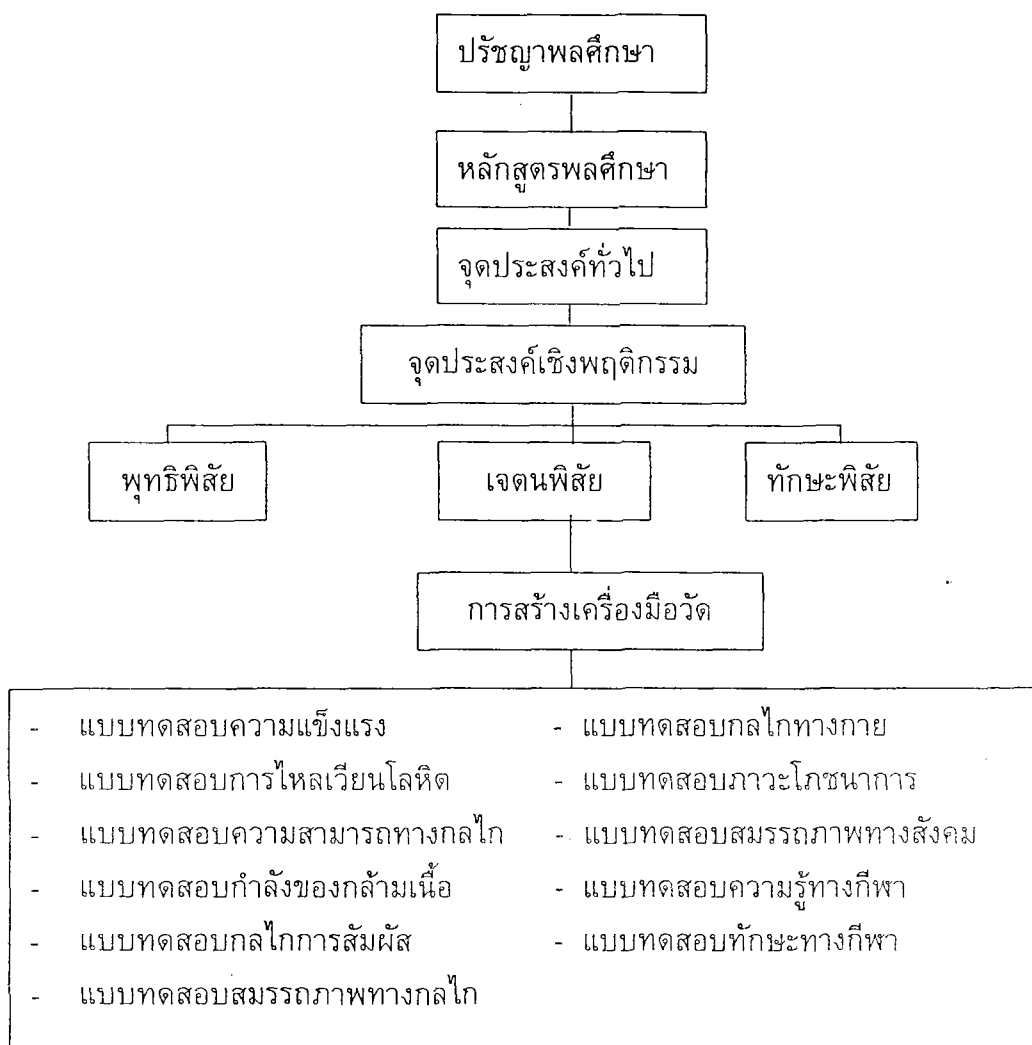 ปรัชญาพลศึกษา
หลักสูตรพลศึกษา
จุดประสงค์ทั่วไป
จุดประสงค์เชิงพฤติกรรม
พุทธิพิสัย
เจตนพิสัย
ทักษะพิสัย
การสร้างเครื่องมือวัด
- แบบทดสอบความแข็งแรง
- แบบทดสอบการไหลเวียนโลหิต
- แบบทดสอบความสามารถทางกลไก
- แบบทดสอบกำลังของกล้ามเนื้อ
- แบบทดสอบกลไกการสัมผัส
- แบบทดสอบสมรรถภาพทางกลไก
- แบบทดสอบกลไกทางกาย
- แบบทดสอบภาวะโภชนาการ
- แบบทดสอบสมรรถภาพทางสังคม
- แบบทดสอบความรู้ทางกีฬา
- แบบทดสอบทักษะทางกีฬา